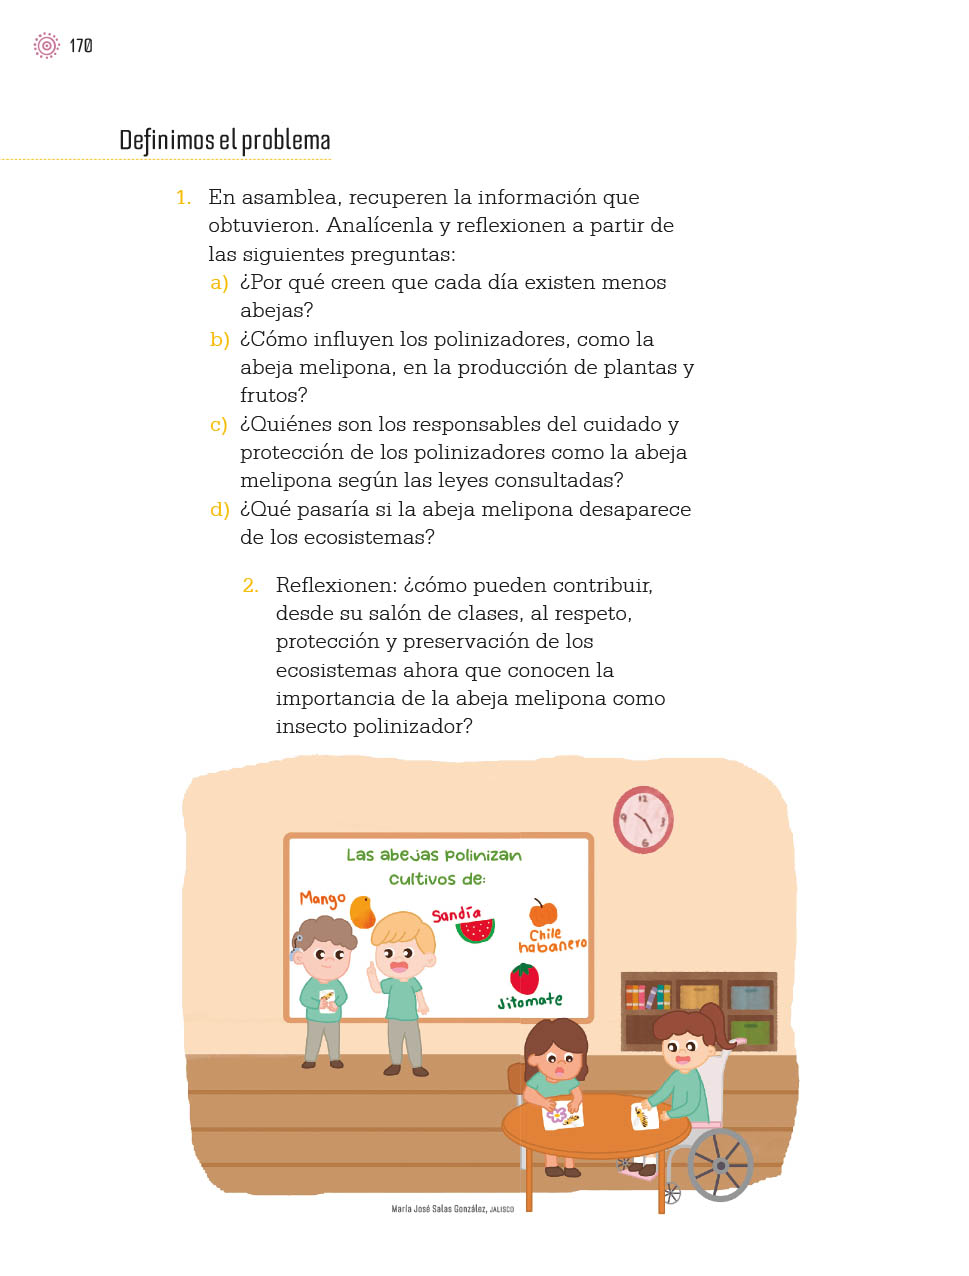 170
Definimos el problema
1. En asamblea, recuperen la información que
obtuvieron. Analícenla y reflexionen a partir de
las siguientes preguntas:
a) ¿Por qué creen que cada día existen menos
abejas?
b) ¿Cómo influyen los polinizadores, como la
abeja melipona, en la producción de plantas y
frutos?
c) ¿Quiénes son los responsables del cuidado y
protección de los polinizadores como la abeja
melipona según las leyes consultadas?
d) ¿Qué pasaría si la abeja melipona desaparece
de los ecosistemas?
2. Reflexionen: ¿cómo pueden contribuir,
desde su salón de clases, al respeto,
protección y preservación de los
ecosistemas ahora que conocen la
importancia de la abeja melipona como
insecto polinizador?
12
9 3
6
Las abejas polinizan
cultivos de:
Mango
Sandía
Chile
habanero
Jitomate
María José Salas González, JALISCO